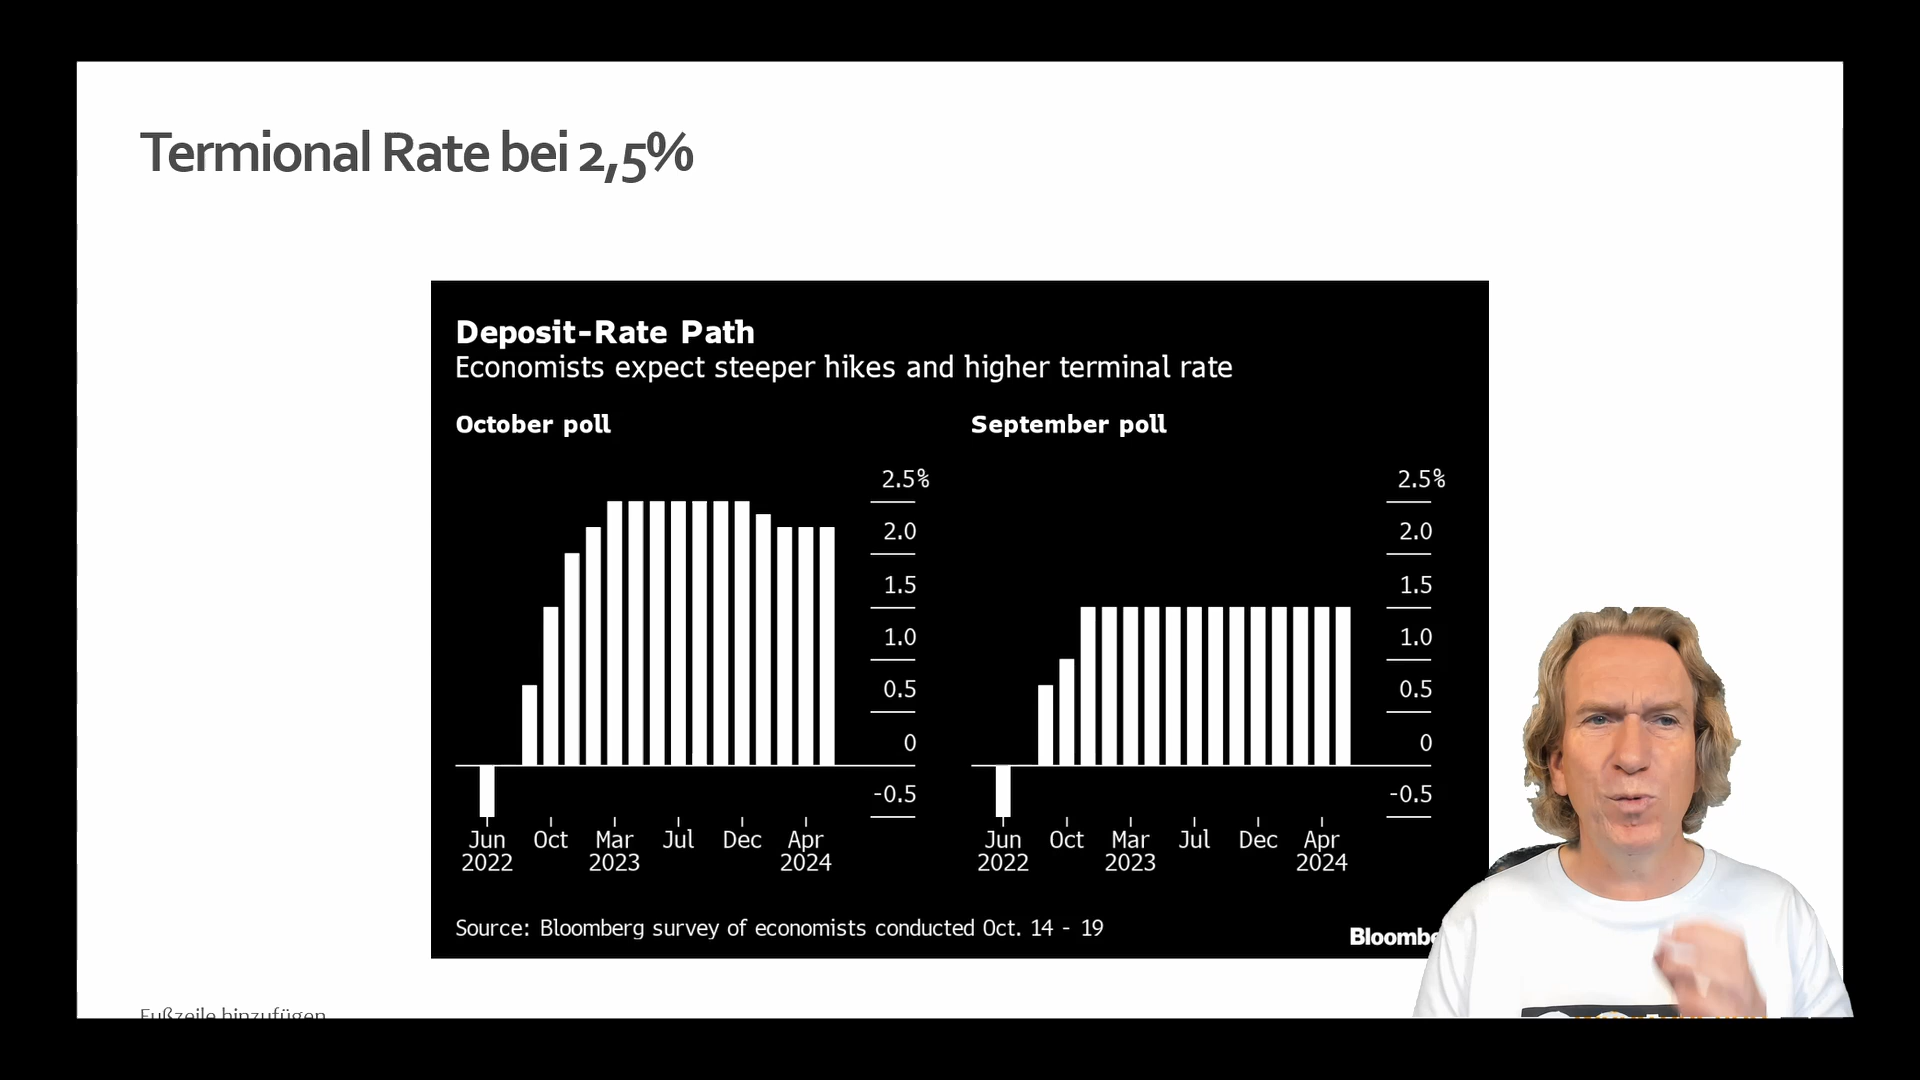 Termional Rate bei 2,5%
Deposit-Rate Path
Economists expect steeper hikes and higher terminal rate
October poll
2.5%
2.0
1.5
1.0
0.5
0
-0.5
Jun Oct Mar Jul Dec Apr
2022 2023 2024
September poll
2.5%
2.0
1.5
1.0
0.5
0
-0.5
Jun Oct Mar Jul Dec Apr
2022 2023 2024
Source: Bloomberg survey of economists conducted Oct. 14 - 19
Bloombe
Fußzeile hinzufügen